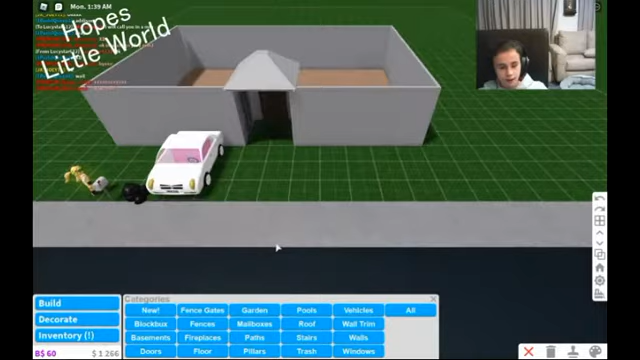 Mon. 1:39 AM
Hopes
Little World
Build
Decorate
Inventory (!)
B$ 60
$ 1 266
Categories
New! Fence Gates Garden Pools Vehicles All
Blockbux Fences Mailboxes Roof Wall Trim
Basements Fireplaces Paths Stairs Walls
Doors Floor Pillars Trash Windows